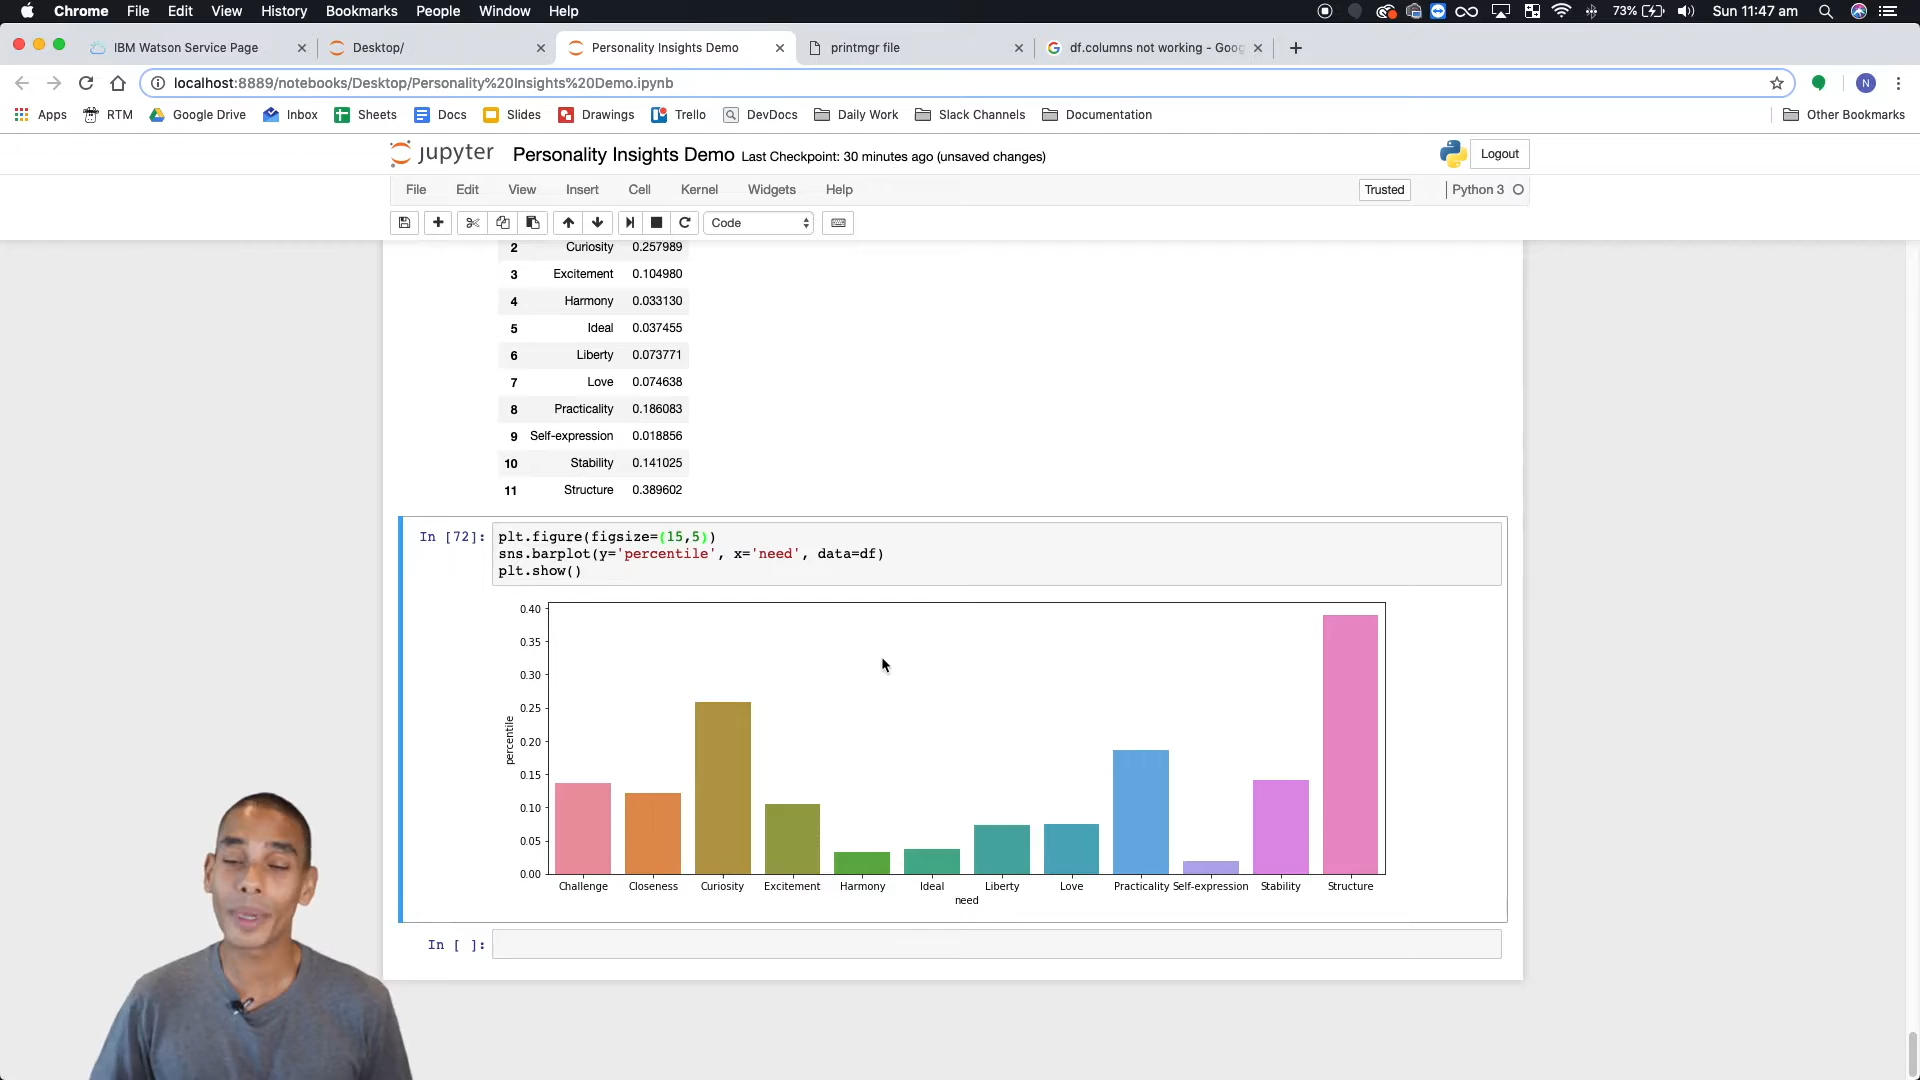 Chrome File Edit View History Bookmarks People Window Help 73% Sun 11:47 am
IBM Watson Service Page Desktop/ Personality Insights Demo printmgr file df.columns not working - Goog
localhost:8889/notebooks/Desktop/Personality%20Insights%20Demo.ipynb N
Apps RTM Google Drive Inbox Sheets Docs Slides Drawings Trello DevDocs Daily Work Slack Channels Documentation Other Bookmarks
jupyter Personality Insights Demo Last Checkpoint: 30 minutes ago (unsaved changes) Logout
File Edit View Insert Cell Kernel Widgets Help Trusted Python 3
Code
2 Curiosity 0.257989
3 Excitement 0.104980
4 Harmony 0.033130
5 Ideal 0.037455
6 Liberty 0.073771
7 Love 0.074638
8 Practicality 0.186083
9 Self-expression 0.018856
10 Stability 0.141025
11 Structure 0.389602
In [72]: plt.figure(figsize=(15,5))
sns.barplot(y='percentile', x='need', data=df)
plt.show()
0.40
0.35
0.30
0.25
0.20
0.15
0.10
0.05
0.00
percentile
Challenge Closeness Curiosity Excitement Harmony Ideal Liberty Love Practicality Self-expression Stability Structure
need
In [ ]: